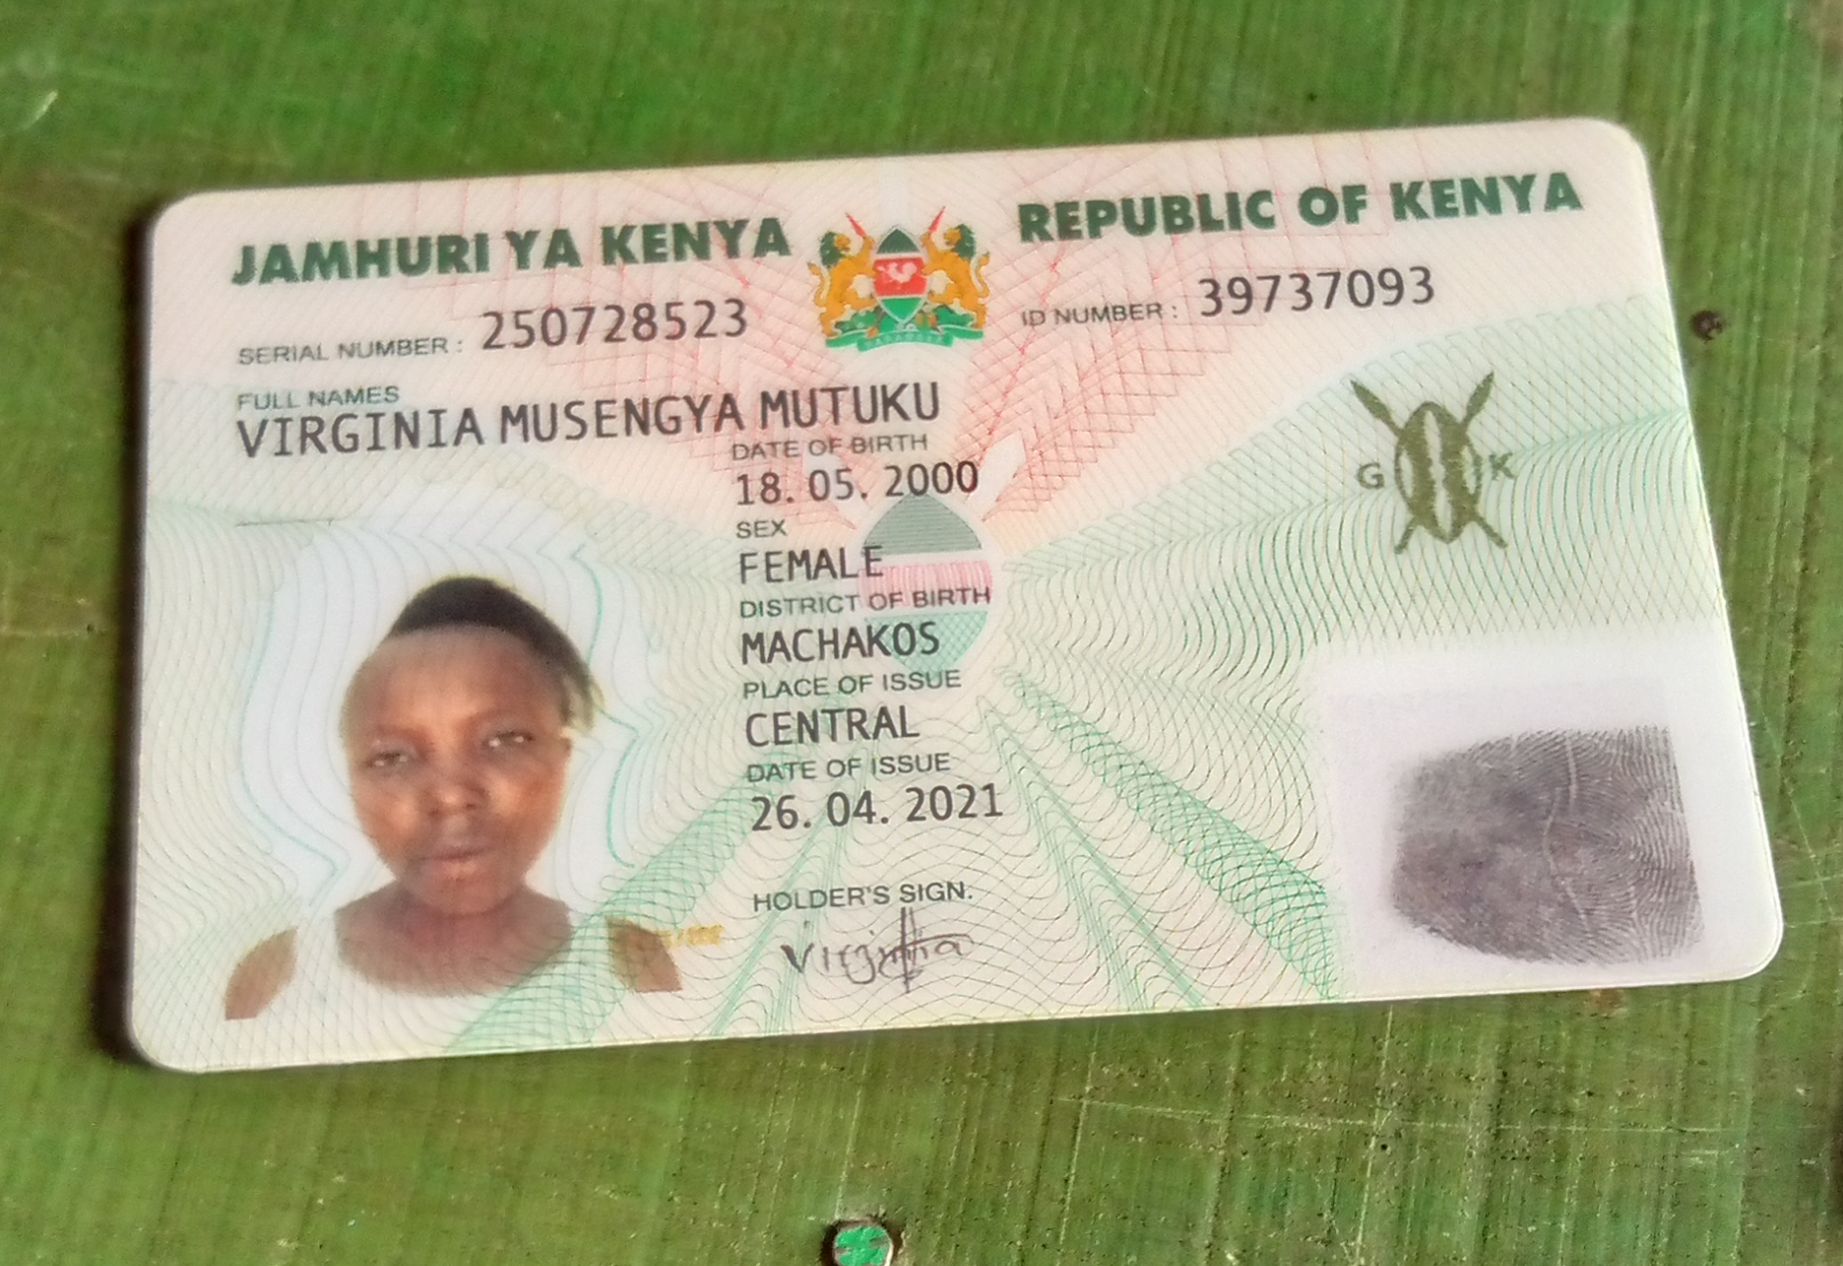 JAMHURI YA KENYA
REPUBLIC OF KENYA
SERIAL NUMBER : 250728523
ID NUMBER : 39737093
FULL NAMES
VIRGINIA MUSENGYA MUTUKU
DATE OF BIRTH
18. 05. 2000
SEX
FEMALE
DISTRICT OF BIRTH
MACHAKOS
PLACE OF ISSUE
CENTRAL
DATE OF ISSUE
26. 04. 2021
HOLDER'S SIGN.
Virginia
G K
HARAMBEE